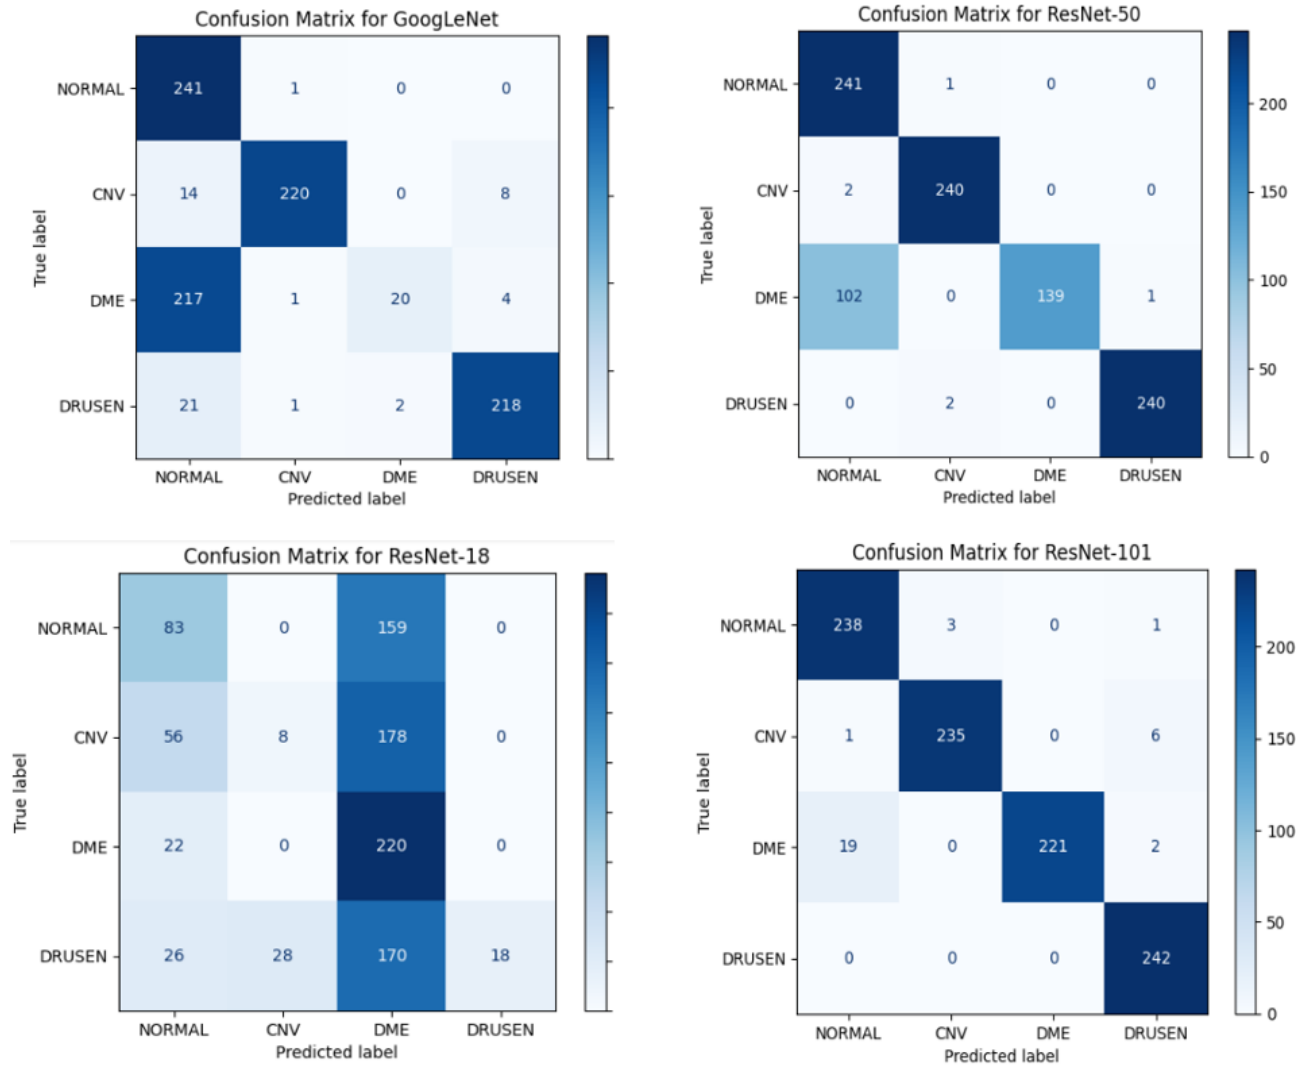 Confusion Matrix for GoogLeNet
True label
NORMAL 241 1 0 0
CNV 14 220 0 8
DME 217 1 20 4
DRUSEN 21 1 2 218
NORMAL CNV DME DRUSEN
Predicted label
Confusion Matrix for ResNet-50
True label
NORMAL 241 1 0 0
CNV 2 240 0 0
DME 102 0 139 1
DRUSEN 0 2 0 240
NORMAL CNV DME DRUSEN
Predicted label
200
150
100
50
0
Confusion Matrix for ResNet-18
True label
NORMAL 83 0 159 0
CNV 56 8 178 0
DME 22 0 220 0
DRUSEN 26 28 170 18
NORMAL CNV DME DRUSEN
Predicted label
Confusion Matrix for ResNet-101
True label
NORMAL 238 3 0 1
CNV 1 235 0 6
DME 19 0 221 2
DRUSEN 0 0 0 242
NORMAL CNV DME DRUSEN
Predicted label
200
150
100
50
0